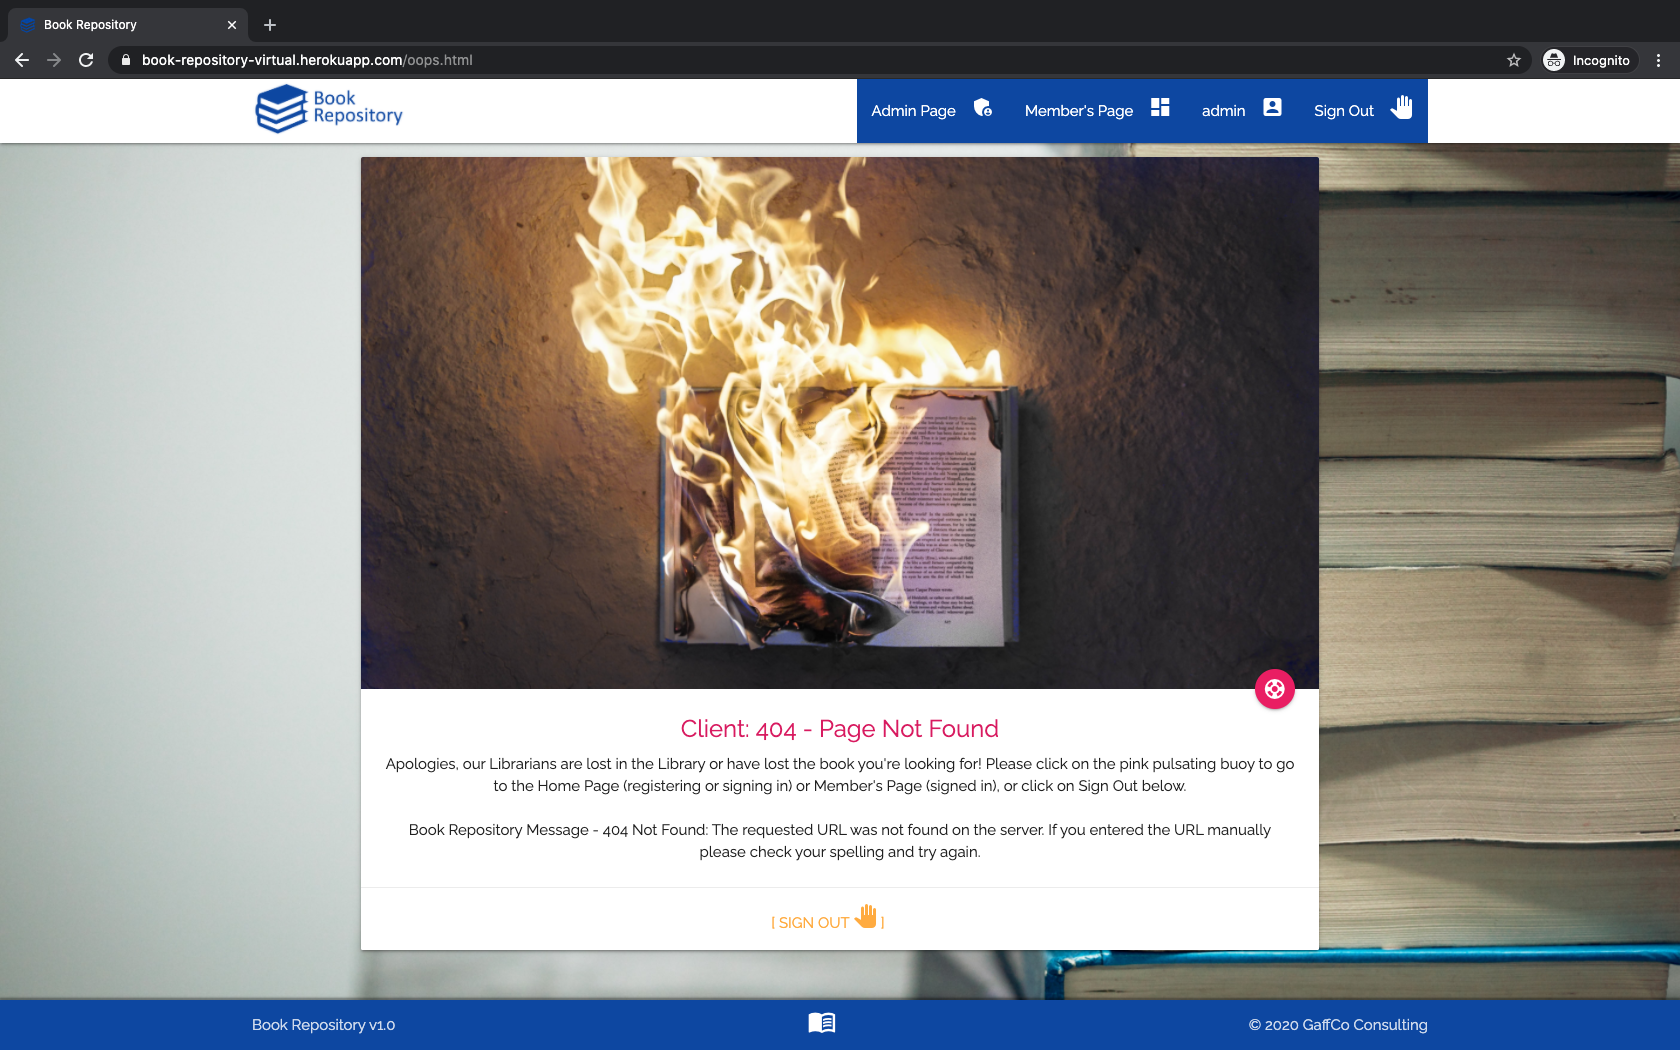 Book Repository
book-repository-virtual.herokuapp.com/oops.html
Incognito
Book
Repository
Admin Page
Member's Page
admin
Sign Out
Client: 404 - Page Not Found
Apologies, our Librarians are lost in the Library or have lost the book you're looking for! Please click on the pink pulsating buoy to go
to the Home Page (registering or signing in) or Member's Page (signed in), or click on Sign Out below.
Book Repository Message - 404 Not Found: The requested URL was not found on the server. If you entered the URL manually
please check your spelling and try again.
[ SIGN OUT ]
Book Repository v1.0
© 2020 GaffCo Consulting